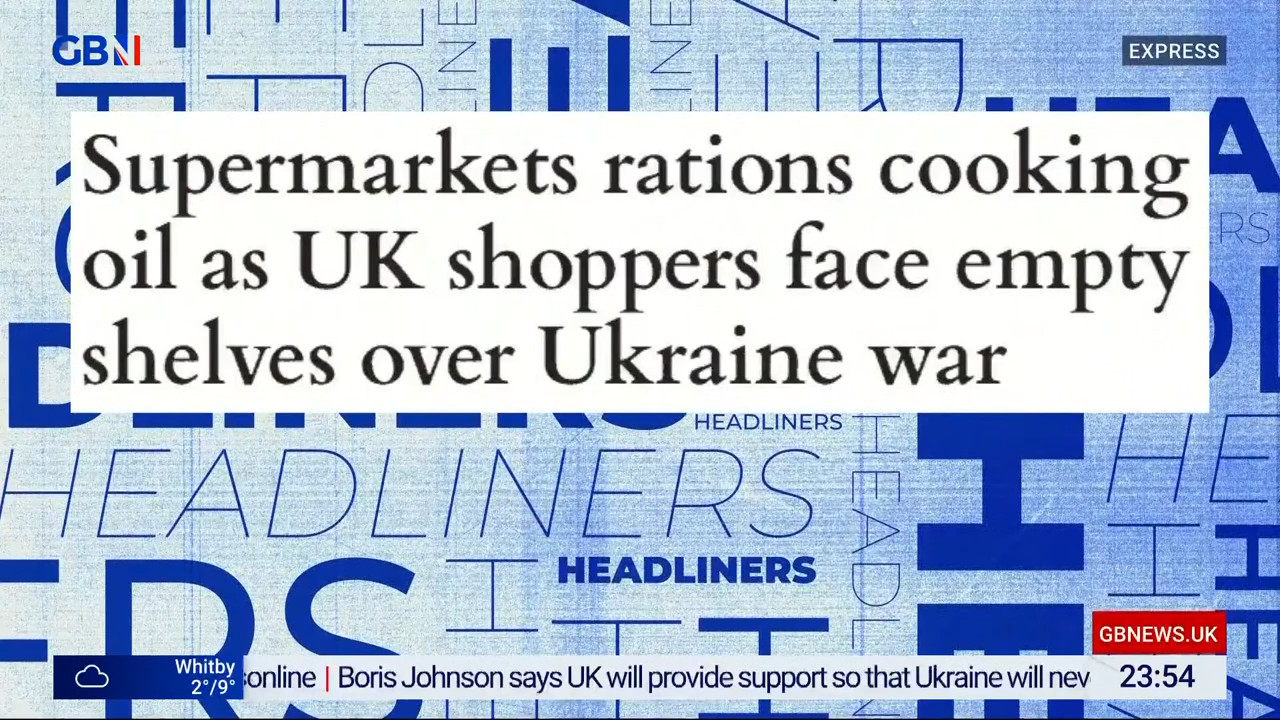 GBN
EXPRESS
Supermarkets rations cooking
oil as UK shoppers face empty
shelves over Ukraine war
HEADLINERS
HEADLINERS
HEADLINERS
GBNEWS.UK
Whitby
2°/9°
online | Boris Johnson says UK will provide support so that Ukraine will nev
23:54